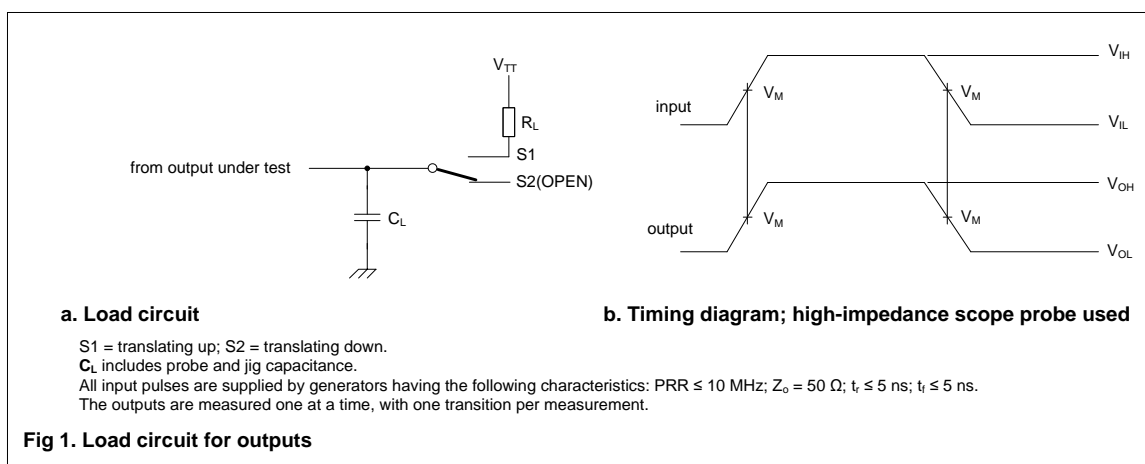 V_TT
R_L
S1
from output under test
S2(OPEN)
C_L
input
V_M
V_M
V_IH
V_IL
output
V_M
V_M
V_OH
V_OL
a. Load circuit
b. Timing diagram; high-impedance scope probe used
S1 = translating up; S2 = translating down.
C_L includes probe and jig capacitance.
All input pulses are supplied by generators having the following characteristics: PRR ≤ 10 MHz; Z_o = 50 Ω; t_r ≤ 5 ns; t_f ≤ 5 ns.
The outputs are measured one at a time, with one transition per measurement.
Fig 1. Load circuit for outputs